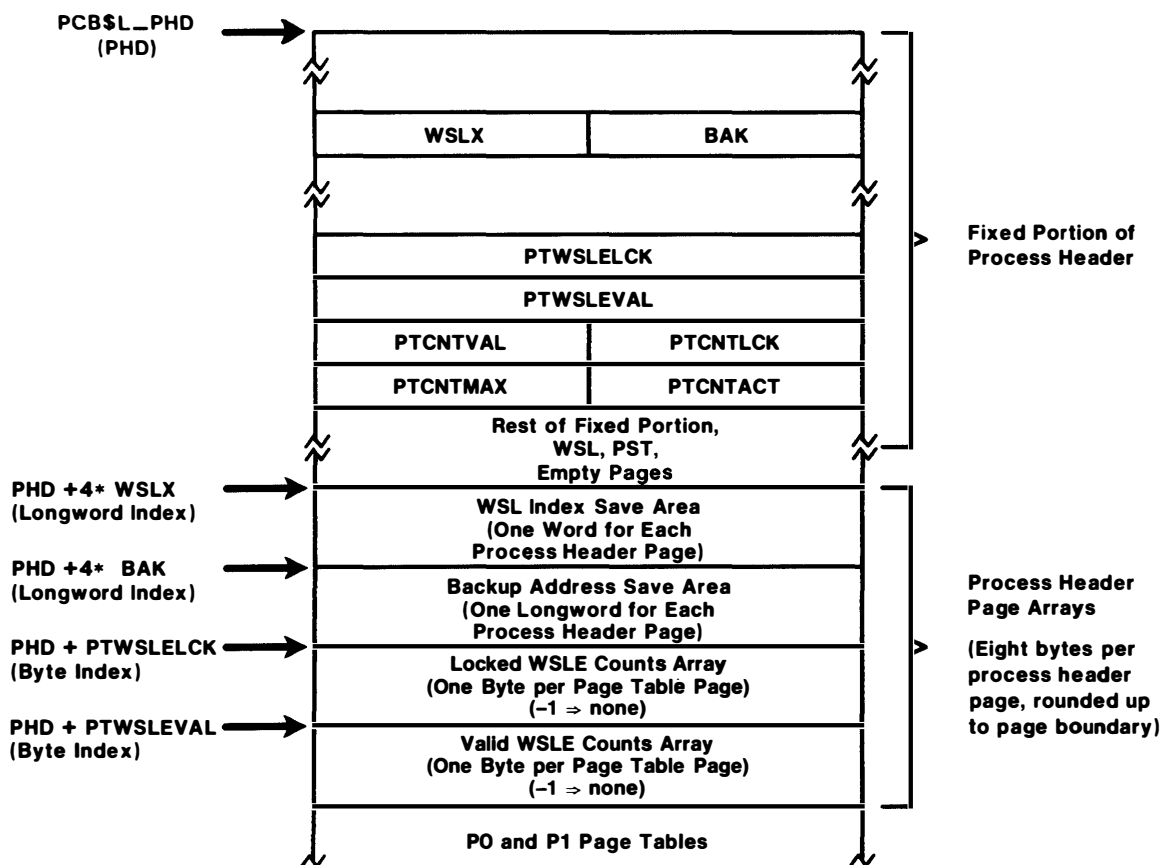 PCB$L_PHD
(PHD)
WSLX BAK
PTWSLELCK
PTWSLEVAL
PTCNTVAL PTCNTLCK
PTCNTMAX PTCNTACT
Rest of Fixed Portion,
WSL, PST,
Empty Pages
Fixed Portion of
Process Header
PHD +4* WSLX
(Longword Index)
WSL Index Save Area
(One Word for Each
Process Header Page)
PHD +4* BAK
(Longword Index)
Backup Address Save Area
(One Longword for Each
Process Header Page)
PHD + PTWSLELCK
(Byte Index)
Locked WSLE Counts Array
(One Byte per Page Table Page)
(–1 ⇒ none)
PHD + PTWSLEVAL
(Byte Index)
Valid WSLE Counts Array
(One Byte per Page Table Page)
(–1 ⇒ none)
Process Header
Page Arrays
(Eight bytes per
process header
page, rounded up
to page boundary)
P0 and P1 Page Tables